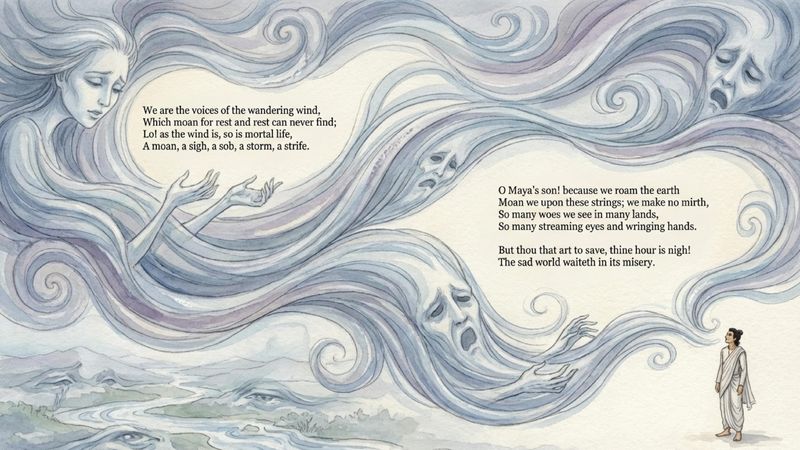 We are the voices of the wandering wind,
Which moan for rest and rest can never find;
Lo! as the wind is, so is mortal life,
A moan, a sigh, a sob, a storm, a strife.
O Maya's son! because we roam the earth
Moan we upon these strings; we make no mirth,
So many woes we see in many lands,
So many streaming eyes and wringing hands.
But thou that art to save, thine hour is nigh!
The sad world waiteth in its misery.